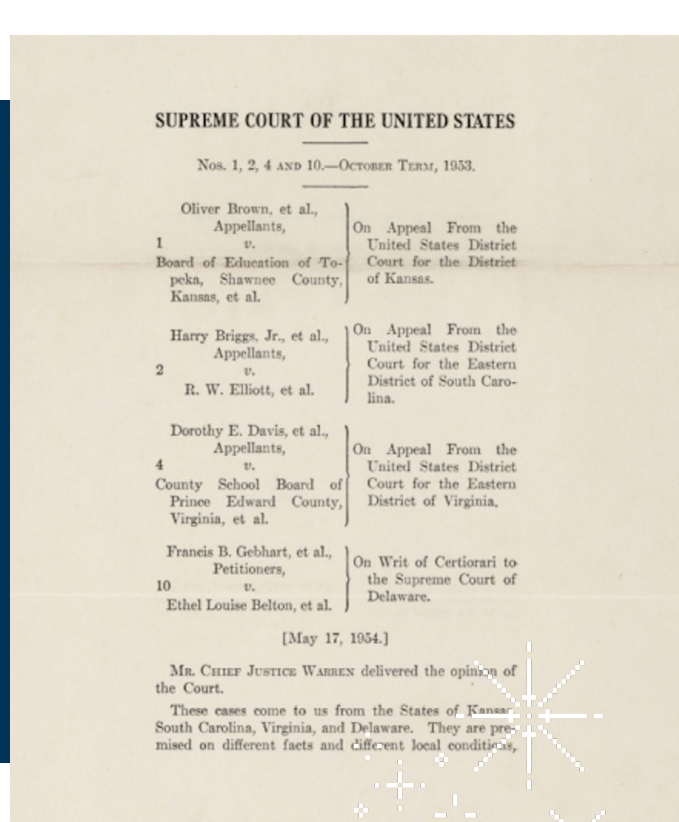 SUPREME COURT OF THE UNITED STATES
Nos. 1, 2, 4 AND 10.—OCTOBER TERM, 1953.
Oliver Brown, et al.,
Appellants,
1 v.
Board of Education of To-
peka, Shawnee County,
Kansas, et al.
On Appeal From the
United States District
Court for the District
of Kansas.
Harry Briggs, Jr., et al.,
Appellants,
2 v.
R. W. Elliott, et al.
On Appeal From the
United States District
Court for the Eastern
District of South Caro-
lina.
Dorothy E. Davis, et al.,
Appellants,
4 v.
County School Board of
Prince Edward County,
Virginia, et al.
On Appeal From the
United States District
Court for the Eastern
District of Virginia.
Francis B. Gebhart, et al.,
Petitioners,
10 v.
Ethel Louise Belton, et al.
On Writ of Certiorari to
the Supreme Court of
Delaware.
[May 17, 1954.]
MR. CHIEF JUSTICE WARREN delivered the opinion of
the Court.
These cases come to us from the States of Kansas,
South Carolina, Virginia, and Delaware. They are pre-
mised on different facts and different local conditions,